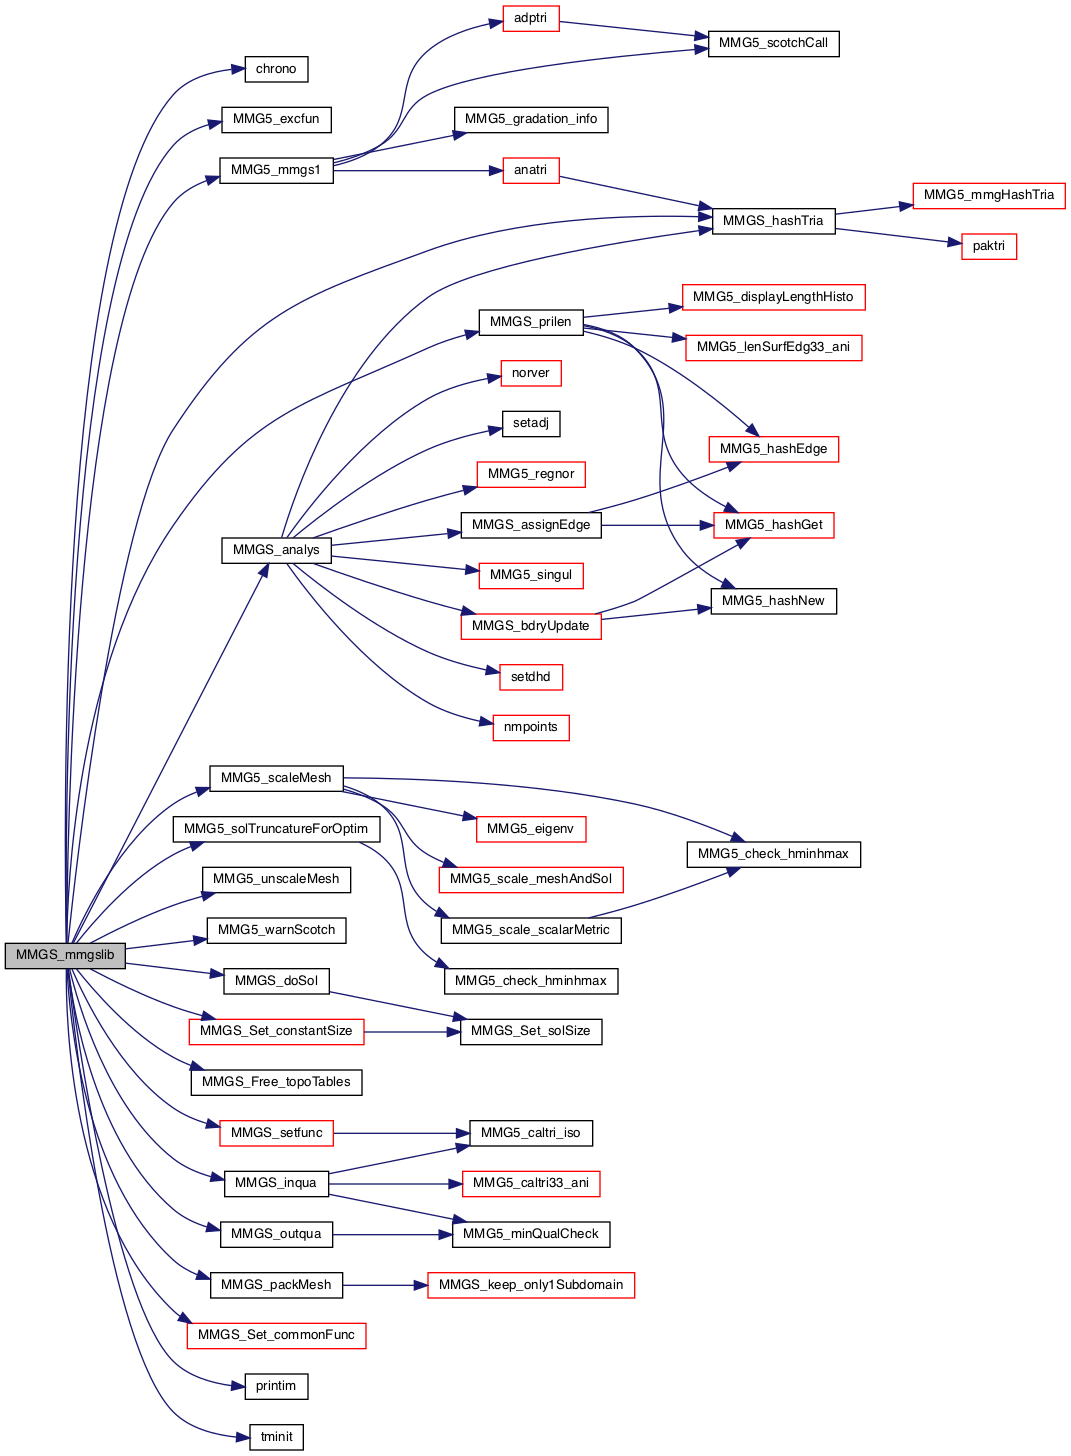 adptri
MMG5_scotchCall
chrono
MMG5_excfun
MMG5_gradation_info
MMG5_mmgs1
anatri
MMG5_mmgHashTria
MMGS_hashTria
paktri
MMG5_displayLengthHisto
MMGS_prilen
MMG5_lenSurfEdg33_ani
norver
setadj
MMG5_hashEdge
MMG5_regnor
MMGS_assignEdge
MMG5_hashGet
MMGS_analys
MMG5_singul
MMG5_hashNew
MMGS_bdryUpdate
setdhd
nmpoints
MMG5_scaleMesh
MMG5_solTruncatureForOptim
MMG5_eigenv
MMG5_check_hminhmax
MMG5_unscaleMesh
MMG5_scale_meshAndSol
MMG5_warnScotch
MMG5_scale_scalarMetric
MMGS_mmgslib
MMGS_doSol
MMG5_check_hminhmax
MMGS_Set_constantSize
MMGS_Set_solSize
MMGS_Free_topoTables
MMGS_setfunc
MMG5_caltri_iso
MMGS_inqua
MMG5_caltri33_ani
MMGS_outqua
MMG5_minQualCheck
MMGS_packMesh
MMGS_keep_only1Subdomain
MMGS_Set_commonFunc
printim
tminit